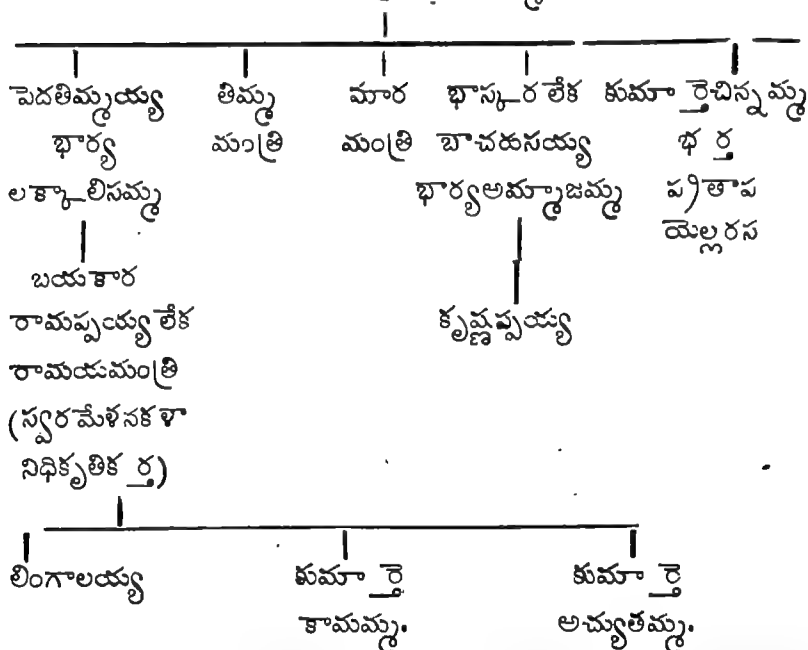 పెదతిమ్మయ్య తిమ్మ మార భాస్కర లేక కుమార్తెచిన్నమ్మ
భార్య మంత్రి మంత్రి బాచరుసయ్య భర్త
లక్కాలిసమ్మ భార్యఅమ్మాజమ్మ ప్రితాప
యెల్లరస
బయకార
రామప్పయ్య లేక కృష్ణప్పయ్య
రామయమంత్రి
(స్వరమేళనకళా
నిధికృతికర్త)
లింగాలయ్య కుమార్తె కుమార్తె
కామమ్మ. అచ్యుతమ్మ.